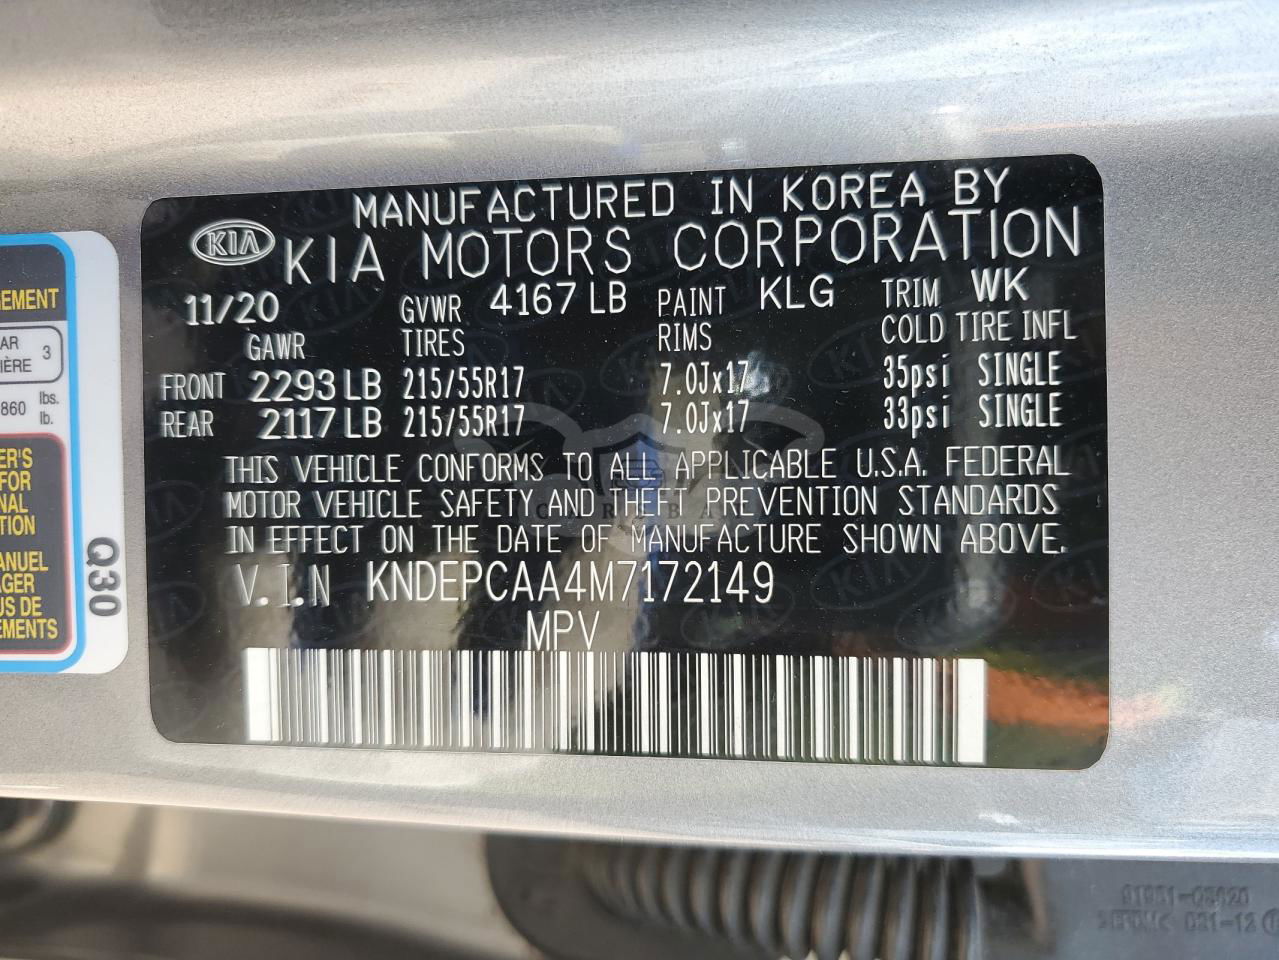 MANUFACTURED IN KOREA BY
KIA KIA MOTORS CORPORATION
11/20 GVWR 4167 LB PAINT KLG TRIM WK
GAWR TIRES RIMS COLD TIRE INFL
FRONT 2293 LB 215/55R17 7.0Jx17 35psi SINGLE
REAR 2117 LB 215/55R17 7.0Jx17 33psi SINGLE
THIS VEHICLE CONFORMS TO ALL APPLICABLE U.S.A. FEDERAL
MOTOR VEHICLE SAFETY AND THEFT PREVENTION STANDARDS
IN EFFECT ON THE DATE OF MANUFACTURE SHOWN ABOVE.
V.I.N KNDEPCAA4M7172149
MPV
3
860 lbs.
lb.
Q30